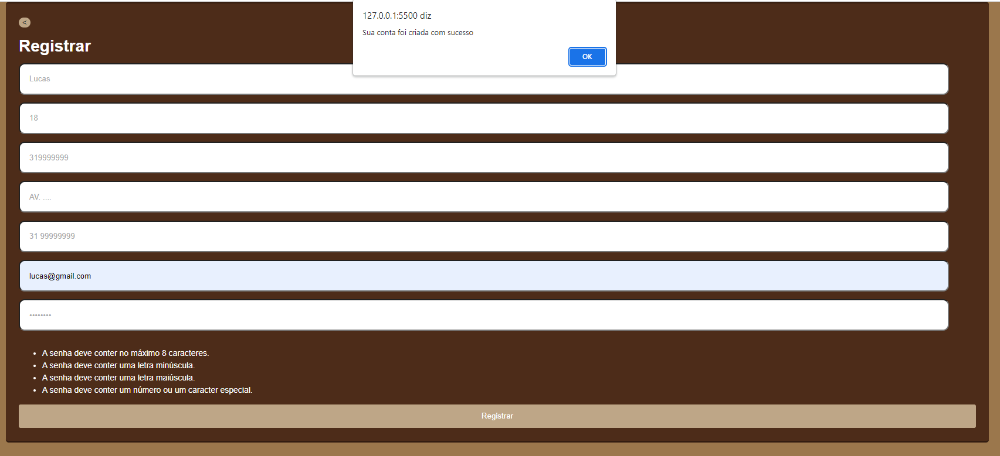 127.0.0.1:5500 diz
Sua conta foi criada com sucesso
OK
<
Registrar
Lucas
18
319999999
AV. ....
31 99999999
lucas@gmail.com
••••••••
• A senha deve conter no máximo 8 caracteres.
• A senha deve conter uma letra minúscula.
• A senha deve conter uma letra maiúscula.
• A senha deve conter um número ou um caracter especial.
Registrar